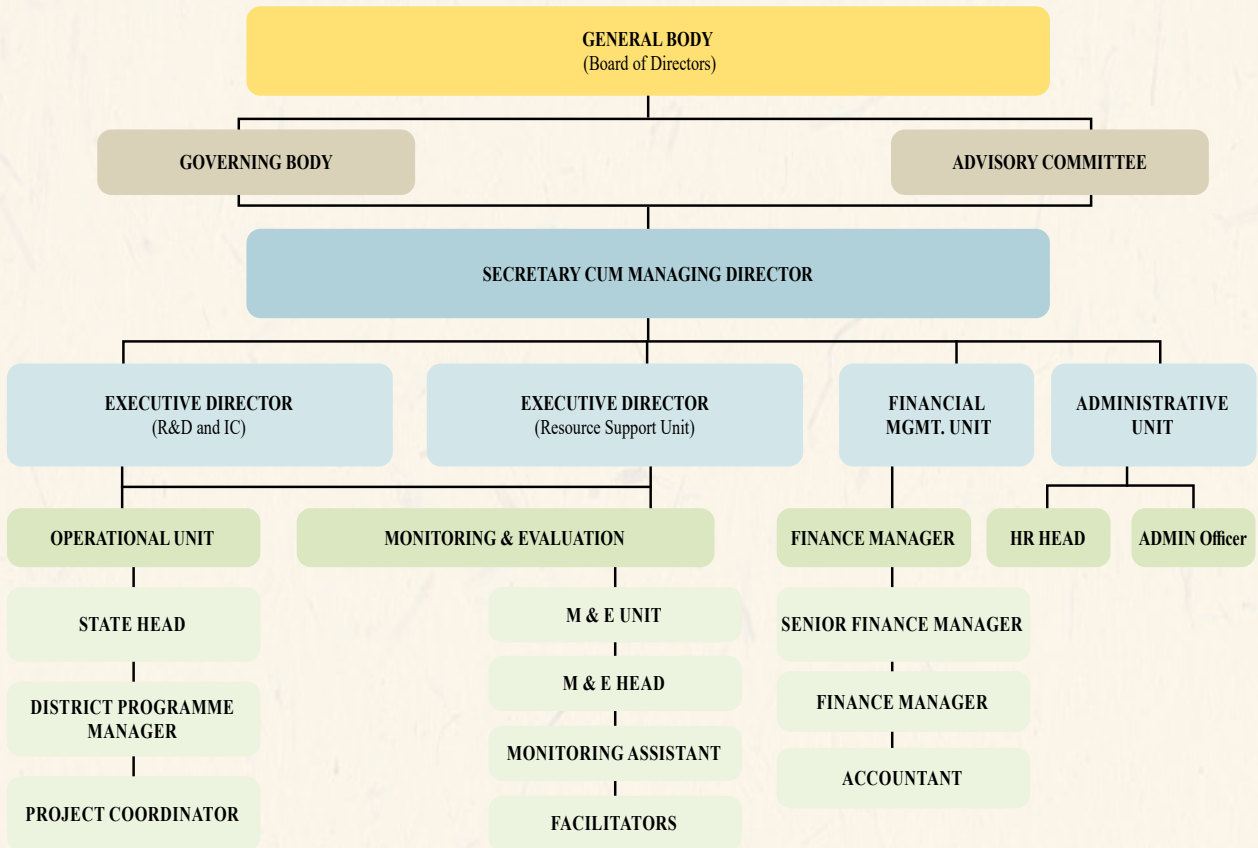 GENERAL BODY
(Board of Directors)
GOVERNING BODY
ADVISORY COMMITTEE
SECRETARY CUM MANAGING DIRECTOR
EXECUTIVE DIRECTOR
(R&D and IC)
EXECUTIVE DIRECTOR
(Resource Support Unit)
FINANCIAL
MGMT. UNIT
ADMINISTRATIVE
UNIT
OPERATIONAL UNIT
MONITORING & EVALUATION
FINANCE MANAGER
HR HEAD
ADMIN Officer
STATE HEAD
DISTRICT PROGRAMME
MANAGER
PROJECT COORDINATOR
M & E UNIT
M & E HEAD
MONITORING ASSISTANT
FACILITATORS
SENIOR FINANCE MANAGER
FINANCE MANAGER
ACCOUNTANT